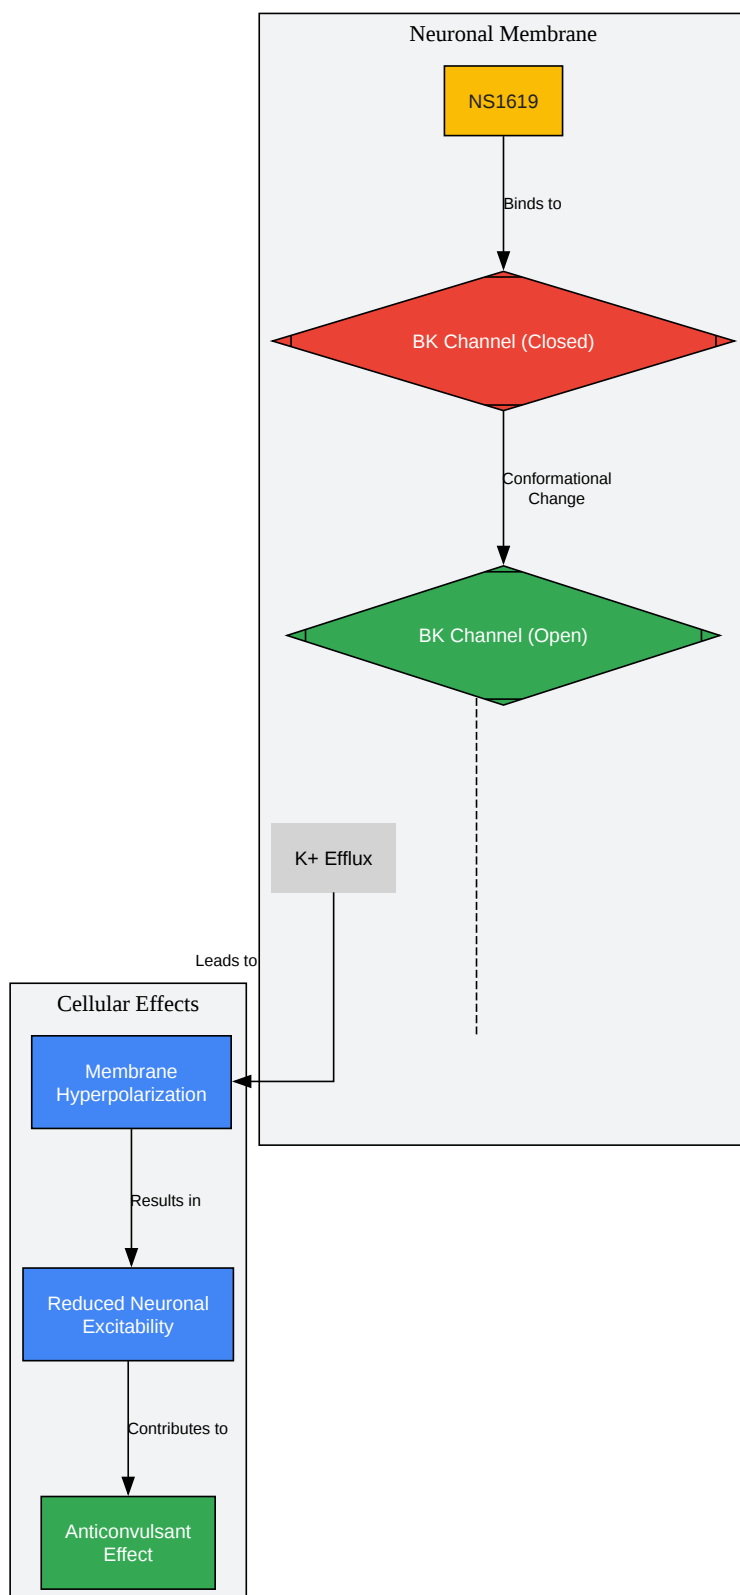 Neuronal Membrane
NS1619
Binds to
BK Channel (Closed)
Conformational
Change
BK Channel (Open)
K+ Efflux
Leads to
Cellular Effects
Membrane
Hyperpolarization
Results in
Reduced Neuronal
Excitability
Contributes to
Anticonvulsant
Effect